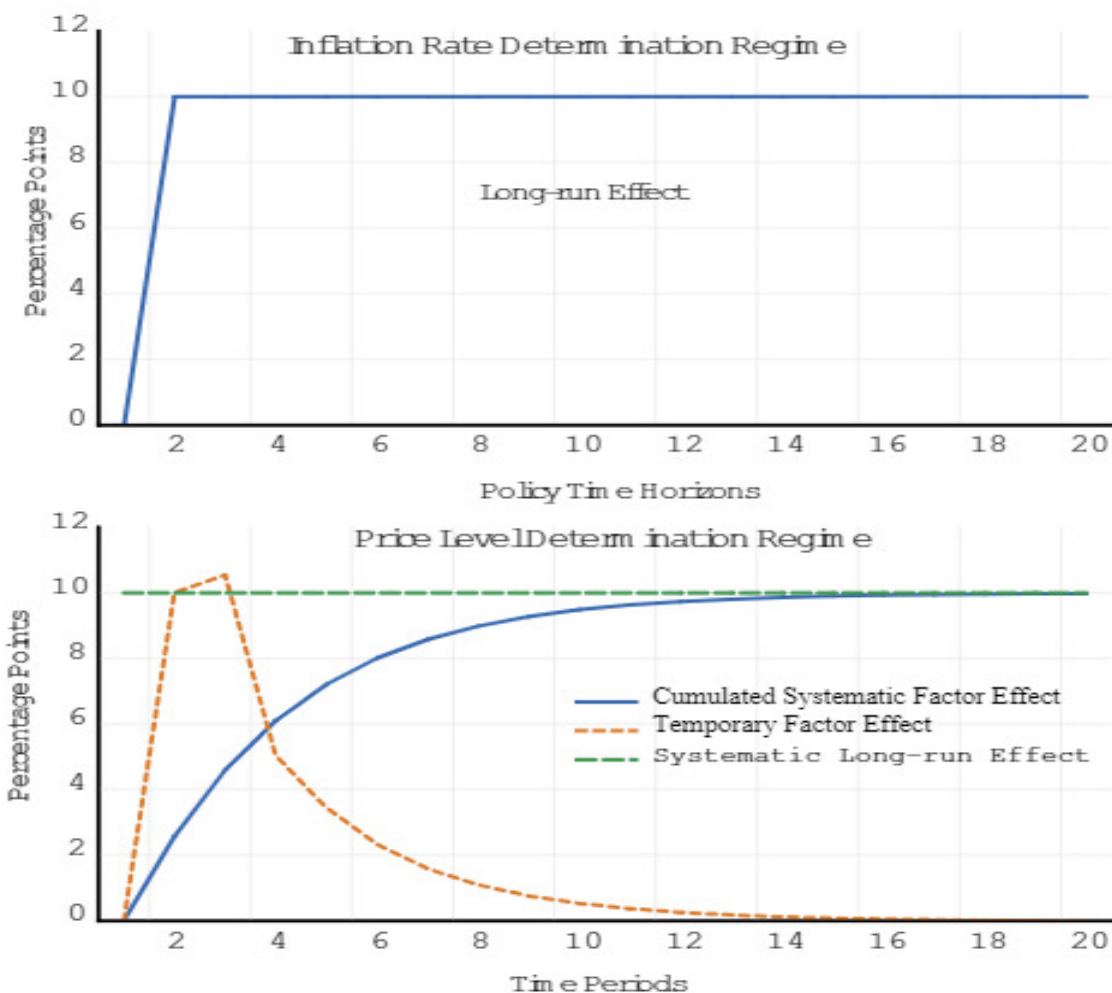 12
Inflation Rate Determination Regime
10
8
Long-run Effect
6
4
2
0
Percentage Points
2 4 6 8 10 12 14 16 18 20
Policy Time Horizons
12
Price Level Determination Regime
10
8
6
4
2
0
Percentage Points
Cumulated Systematic Factor Effect
Temporary Factor Effect
Systematic Long-run Effect
2 4 6 8 10 12 14 16 18 20
Time Periods